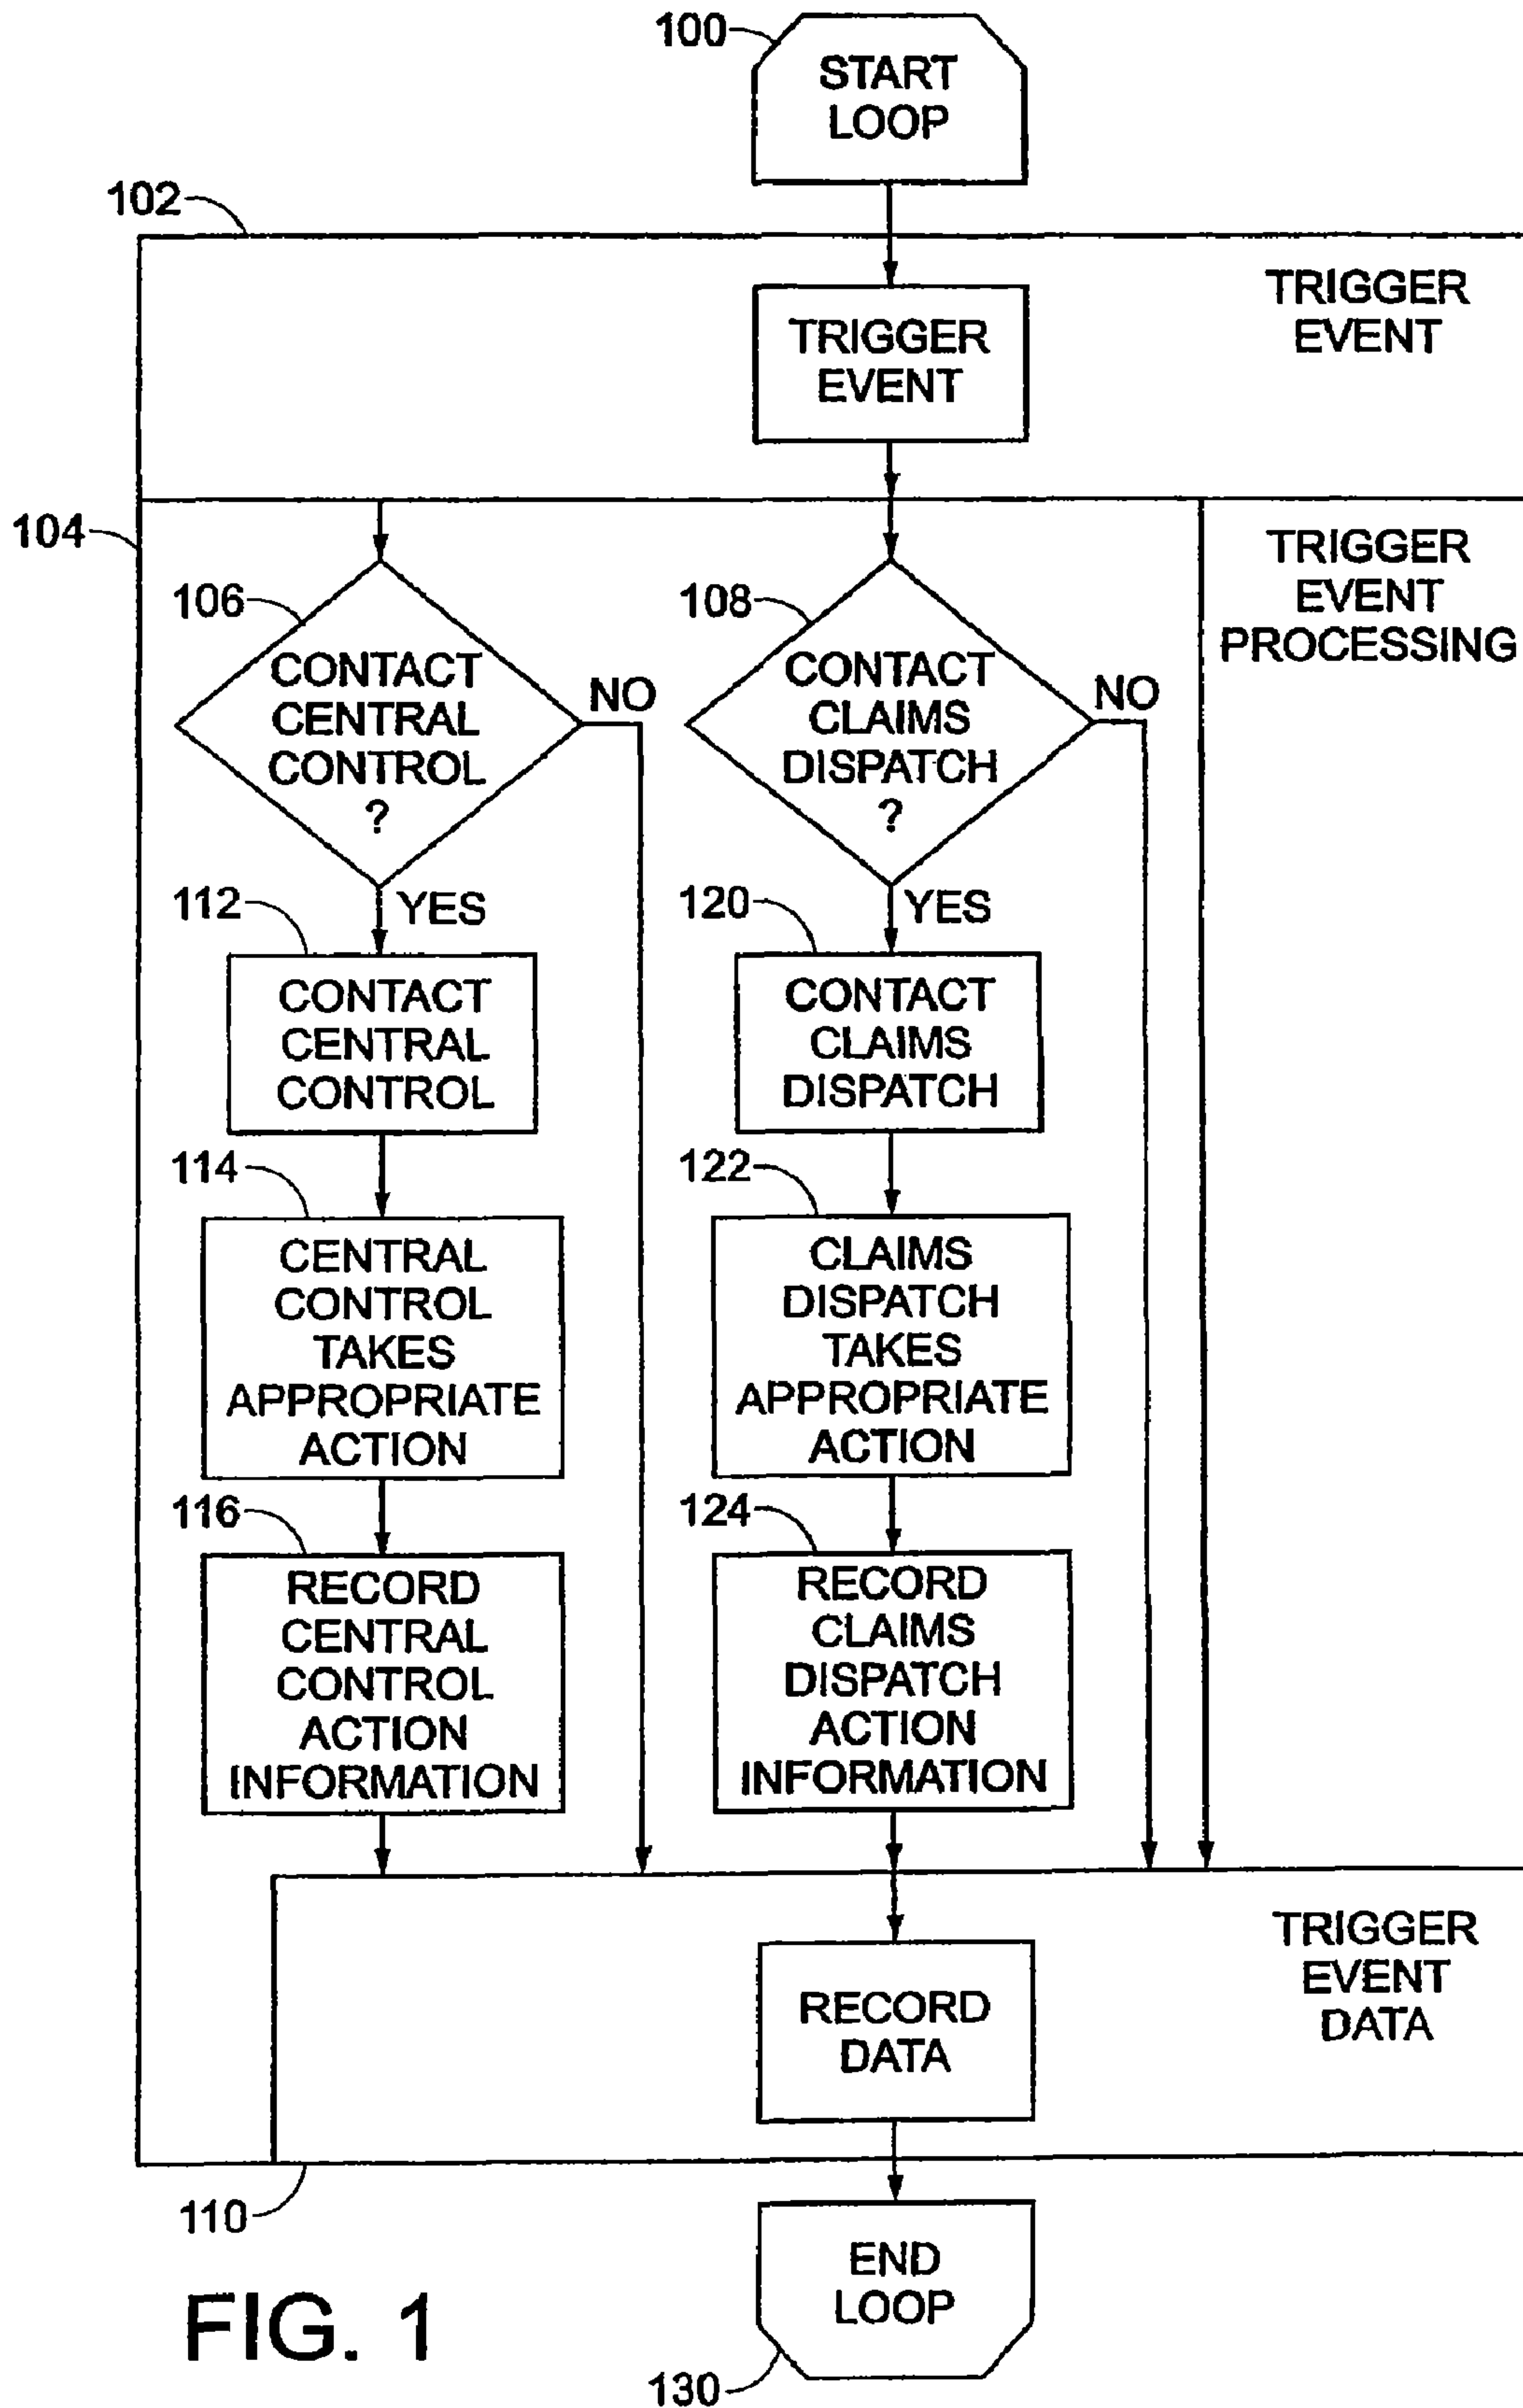 100
START
LOOP
102
TRIGGER
EVENT
TRIGGER
EVENT
104
TRIGGER
EVENT
PROCESSING
106
CONTACT
CENTRAL
CONTROL
?
NO
YES
108
CONTACT
CLAIMS
DISPATCH
?
NO
YES
112
CONTACT
CENTRAL
CONTROL
120
CONTACT
CLAIMS
DISPATCH
114
CENTRAL
CONTROL
TAKES
APPROPRIATE
ACTION
122
CLAIMS
DISPATCH
TAKES
APPROPRIATE
ACTION
116
RECORD
CENTRAL
CONTROL
ACTION
INFORMATION
124
RECORD
CLAIMS
DISPATCH
ACTION
INFORMATION
TRIGGER
EVENT
DATA
RECORD
DATA
110
END
LOOP
130
FIG. 1